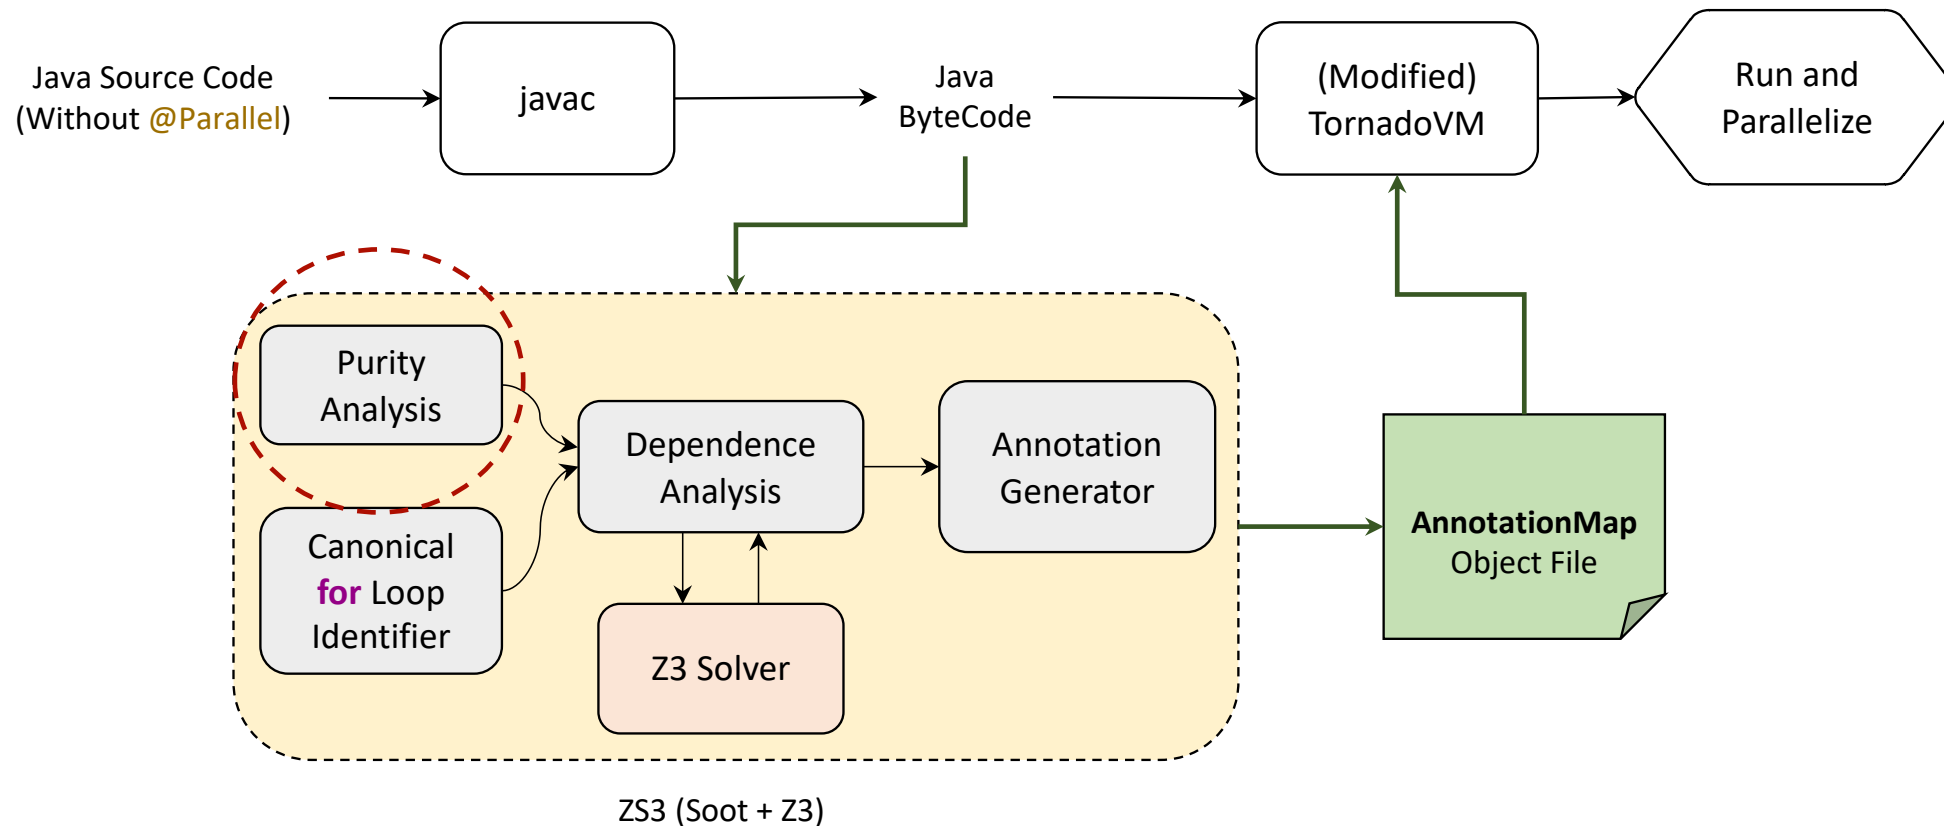 Java Source Code
(Without @Parallel)
javac
Java
ByteCode
(Modified)
TornadoVM
Run and
Parallelize
Purity
Analysis
Canonical
for Loop
Identifier
Dependence
Analysis
Z3 Solver
Annotation
Generator
AnnotationMap
Object File
ZS3 (Soot + Z3)